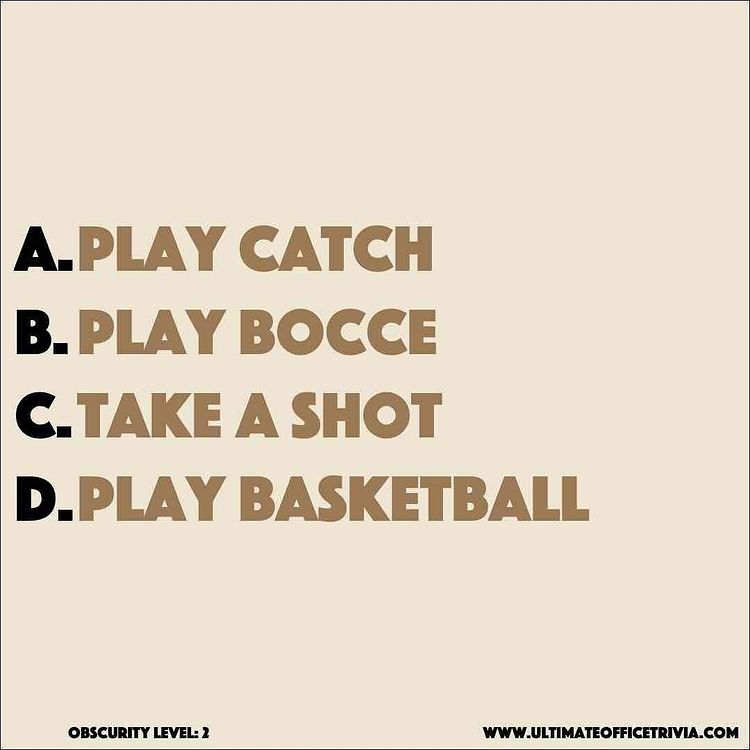 A. PLAY CATCH
B. PLAY BOCCE
C. TAKE A SHOT
D. PLAY BASKETBALL
OBSCURITY LEVEL: 2
WWW.ULTIMATEOFFICETRIVIA.COM